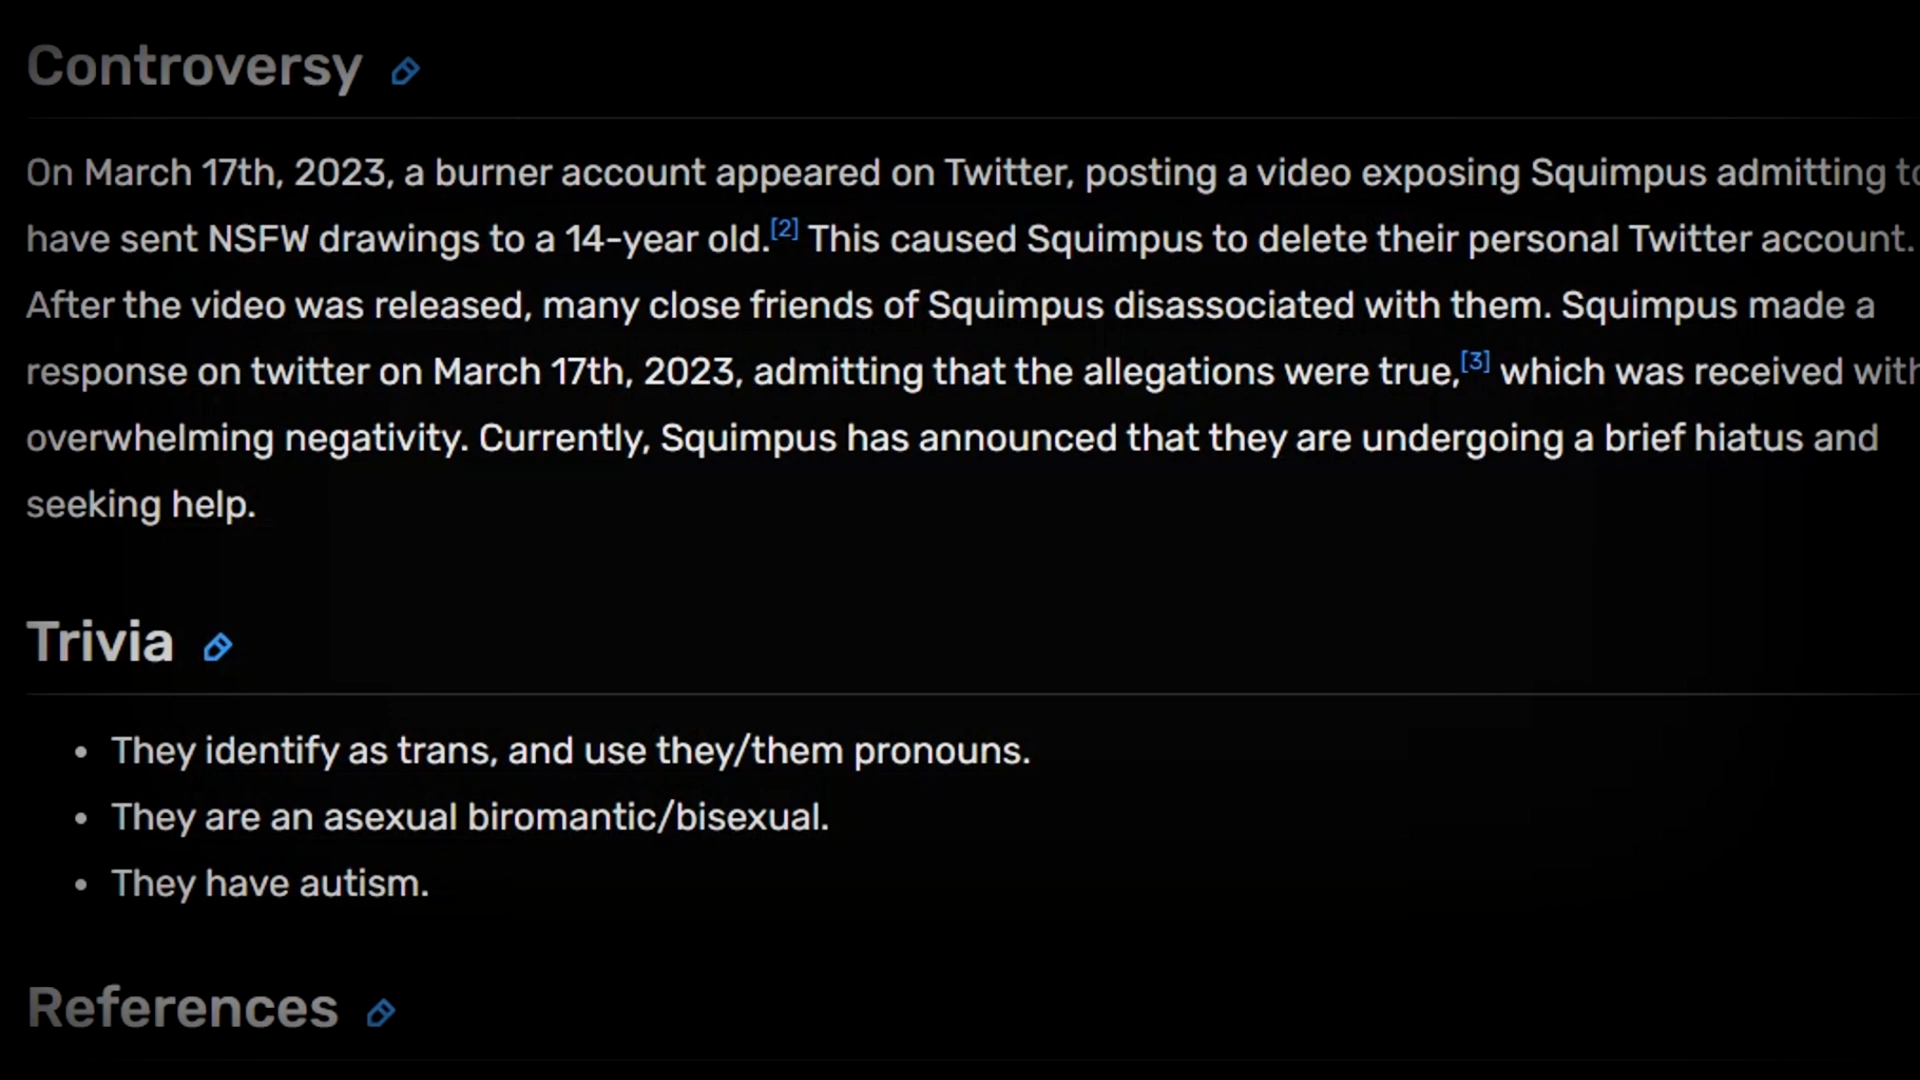 Controversy
On March 17th, 2023, a burner account appeared on Twitter, posting a video exposing Squimpus admitting to
have sent NSFW drawings to a 14-year old.[2] This caused Squimpus to delete their personal Twitter account.
After the video was released, many close friends of Squimpus disassociated with them. Squimpus made a
response on twitter on March 17th, 2023, admitting that the allegations were true,[3] which was received with
overwhelming negativity. Currently, Squimpus has announced that they are undergoing a brief hiatus and
seeking help.
Trivia
• They identify as trans, and use they/them pronouns.
• They are an asexual biromantic/bisexual.
• They have autism.
References